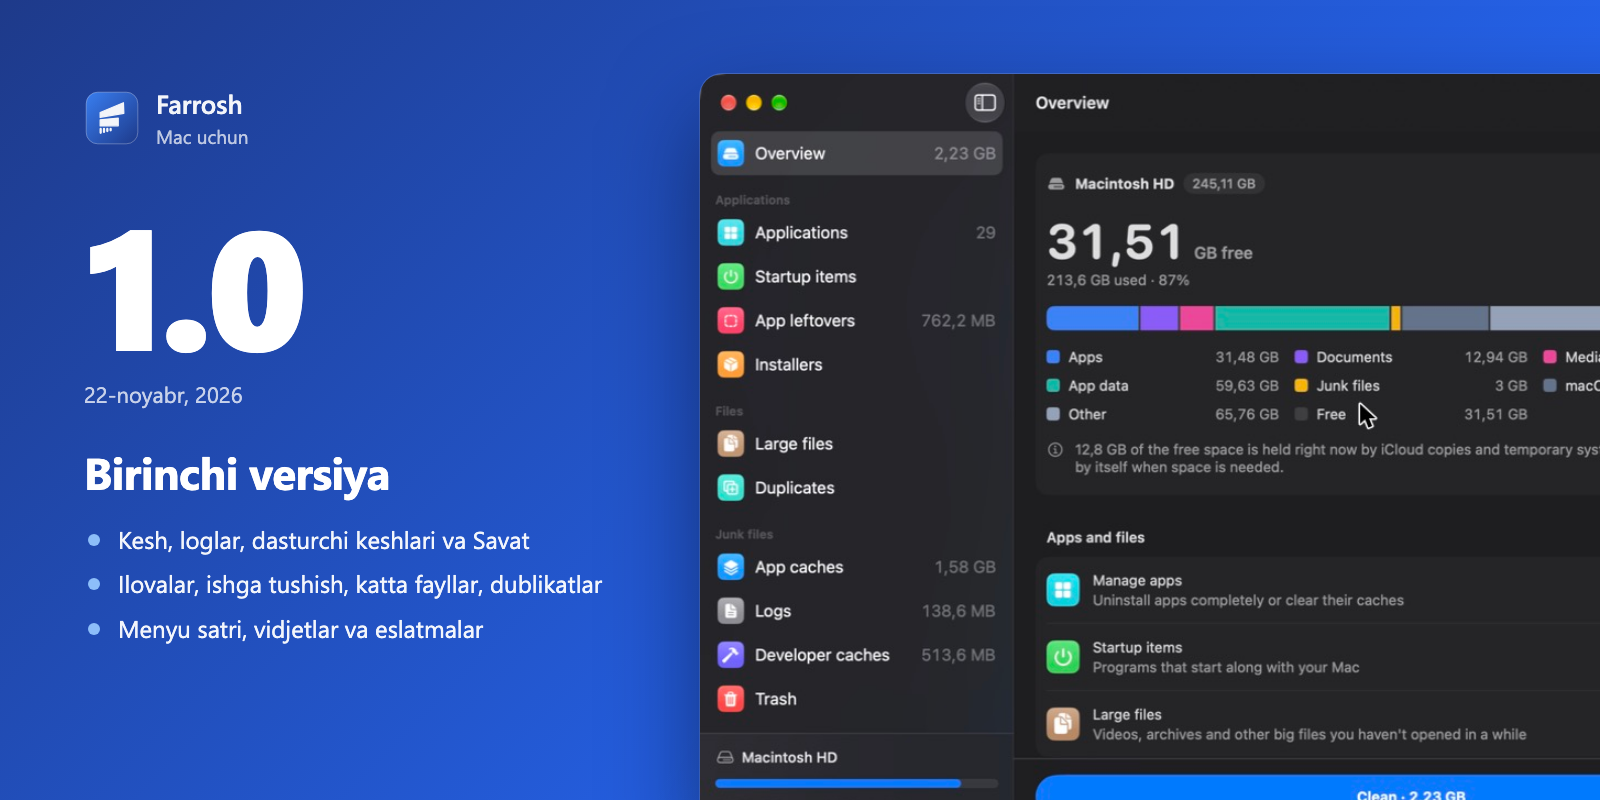 Farrosh
Mac uchun
1.0
22-noyabr, 2026
Birinchi versiya
Kesh, loglar, dasturchi keshlari va Savat
Ilovalar, ishga tushish, katta fayllar, dublikatlar
Menyu satri, vidjetlar va eslatmalar
Overview 2,23 GB
Applications
Applications 29
Startup items
App leftovers 762,2 MB
Installers
Files
Large files
Duplicates
Junk files
App caches 1,58 GB
Logs 138,6 MB
Developer caches 513,6 MB
Trash
Macintosh HD
Overview
Macintosh HD 245,11 GB
31,51 GB free
213,6 GB used · 87%
Apps 31,48 GB Documents 12,94 GB Medi
App data 59,63 GB Junk files 3 GB macO
Other 65,76 GB Free 31,51 GB
12,8 GB of the free space is held right now by iCloud copies and temporary sys
by itself when space is needed.
Apps and files
Manage apps
Uninstall apps completely or clear their caches
Startup items
Programs that start along with your Mac
Large files
Videos, archives and other big files you haven't opened in a while
Clean · 2,23 GB